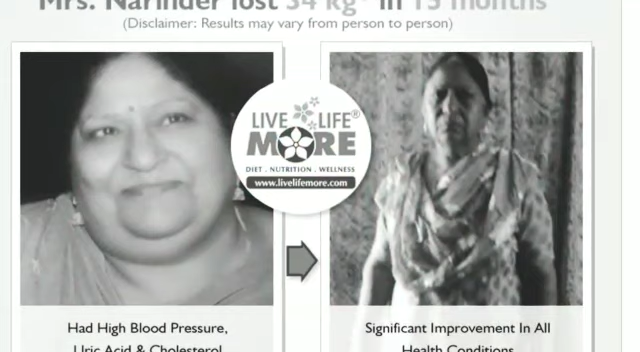 Mrs. Narinder lost 34 kg* in 15 months
(Disclaimer: Results may vary from person to person)
LIVE LIFE®
MORE
DIET . NUTRITION . WELLNESS
www.livelifemore.com
Had High Blood Pressure,
Uric Acid & Cholesterol
Significant Improvement In All
Health Conditions